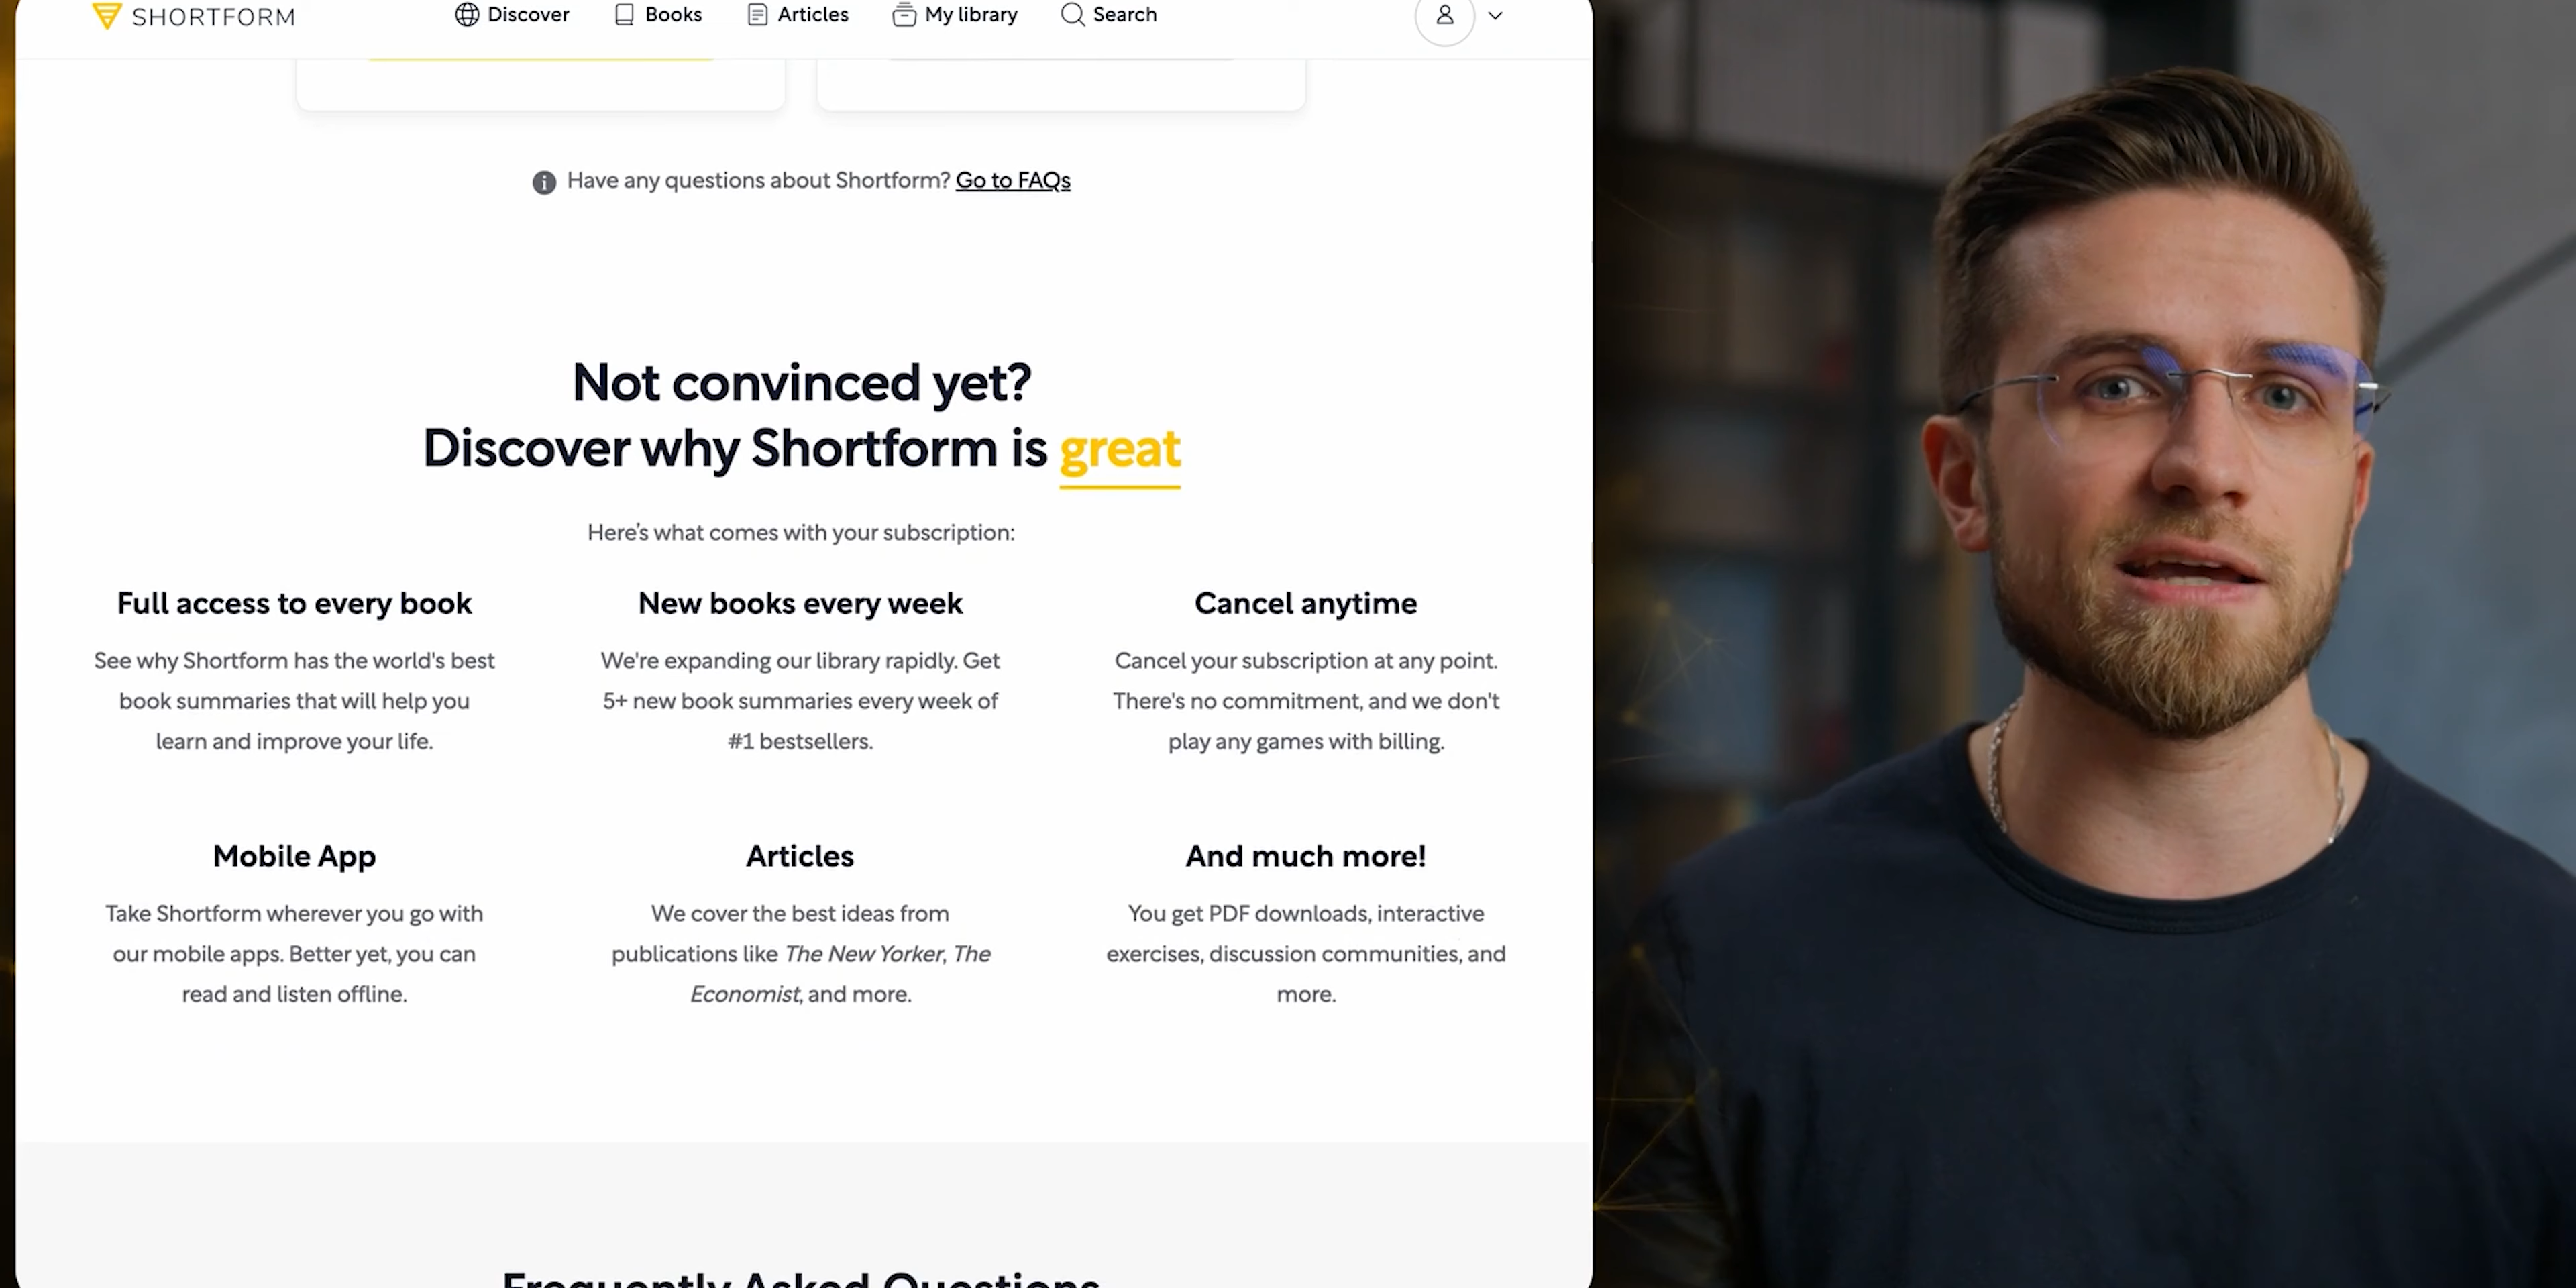 SHORTFORM
Discover
Books
Articles
My library
Search
Have any questions about Shortform? Go to FAQs
Not convinced yet?
Discover why Shortform is great
Here's what comes with your subscription:
Full access to every book
See why Shortform has the world's best
book summaries that will help you
learn and improve your life.
New books every week
We're expanding our library rapidly. Get
5+ new book summaries every week of
#1 bestsellers.
Cancel anytime
Cancel your subscription at any point.
There's no commitment, and we don't
play any games with billing.
Mobile App
Take Shortform wherever you go with
our mobile apps. Better yet, you can
read and listen offline.
Articles
We cover the best ideas from
publications like The New Yorker, The
Economist, and more.
And much more!
You get PDF downloads, interactive
exercises, discussion communities, and
more.
Frequently Asked Questions